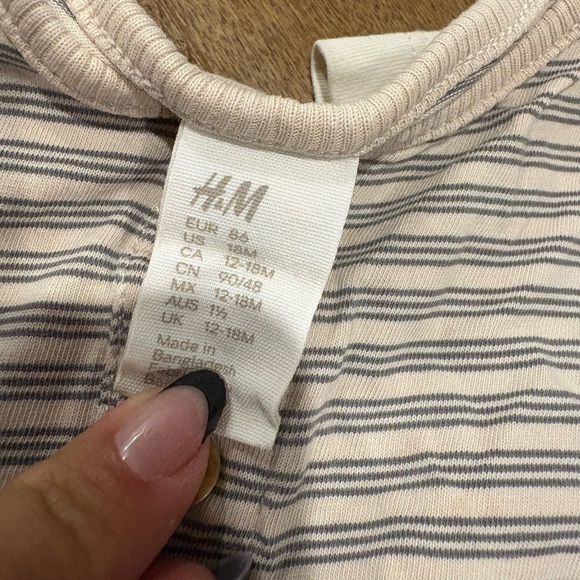 H&M
EUR 86
US 18M
CA 12-18M
CN 90/48
MX 12-18M
AUS 1½
UK 12-18M
Made in
Bangladesh